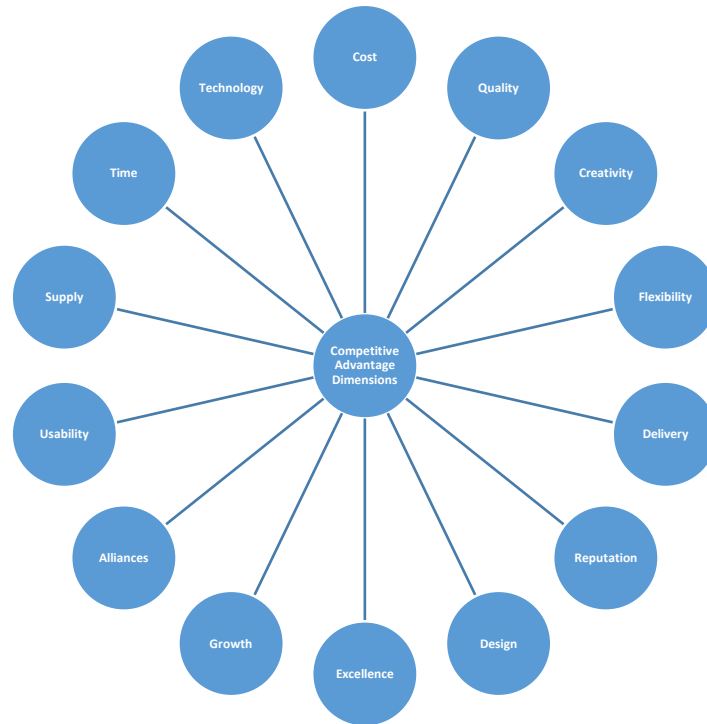 Cost
Quality
Creativity
Flexibility
Delivery
Reputation
Design
Excellence
Growth
Alliances
Usability
Supply
Time
Technology
Competitive
Advantage
Dimensions